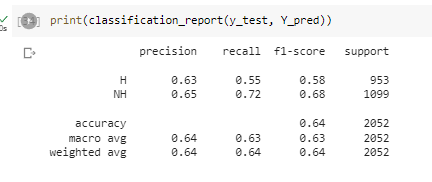 print(classification_report(y_test, Y_pred))
precision recall f1-score support
H 0.63 0.55 0.58 953
NH 0.65 0.72 0.68 1099
accuracy 0.64 2052
macro avg 0.64 0.63 0.63 2052
weighted avg 0.64 0.64 0.64 2052